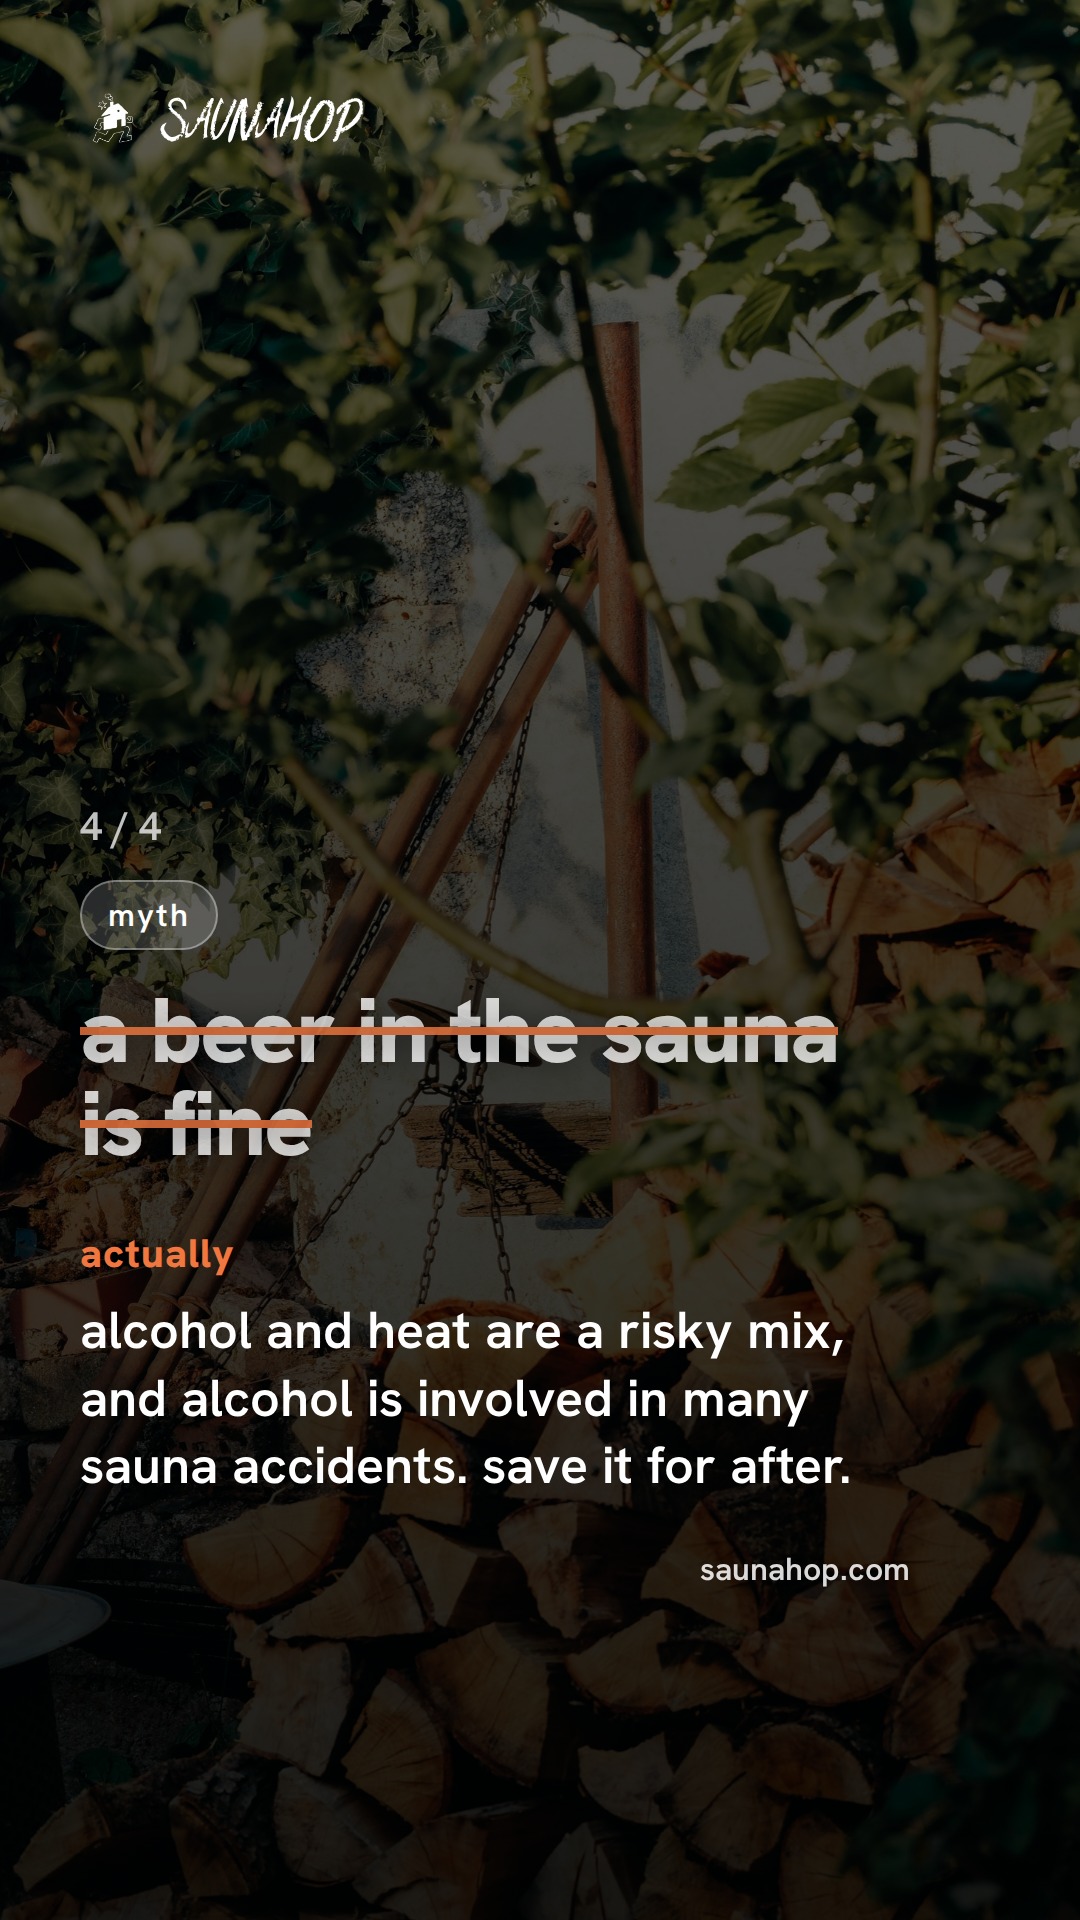 SAUNAHOP
4 / 4
myth
a beer in the sauna
is fine
actually
alcohol and heat are a risky mix,
and alcohol is involved in many
sauna accidents. save it for after.
saunahop.com